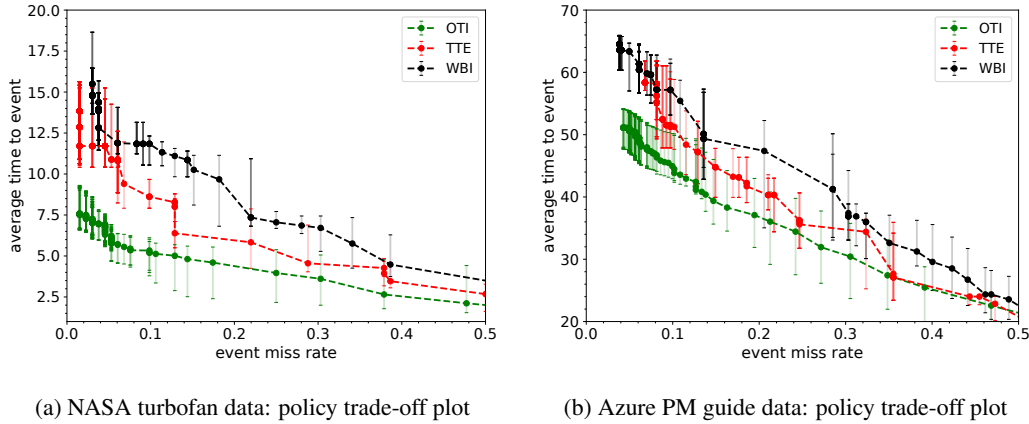 20.0
17.5
15.0
12.5
10.0
7.5
5.0
2.5
average time to event
0.0
0.1
0.2
0.3
0.4
0.5
event miss rate
OTI
TTE
WBI
(a) NASA turbofan data: policy trade-off plot
70
60
50
40
30
20
average time to event
0.0
0.1
0.2
0.3
0.4
0.5
event miss rate
OTI
TTE
WBI
(b) Azure PM guide data: policy trade-off plot